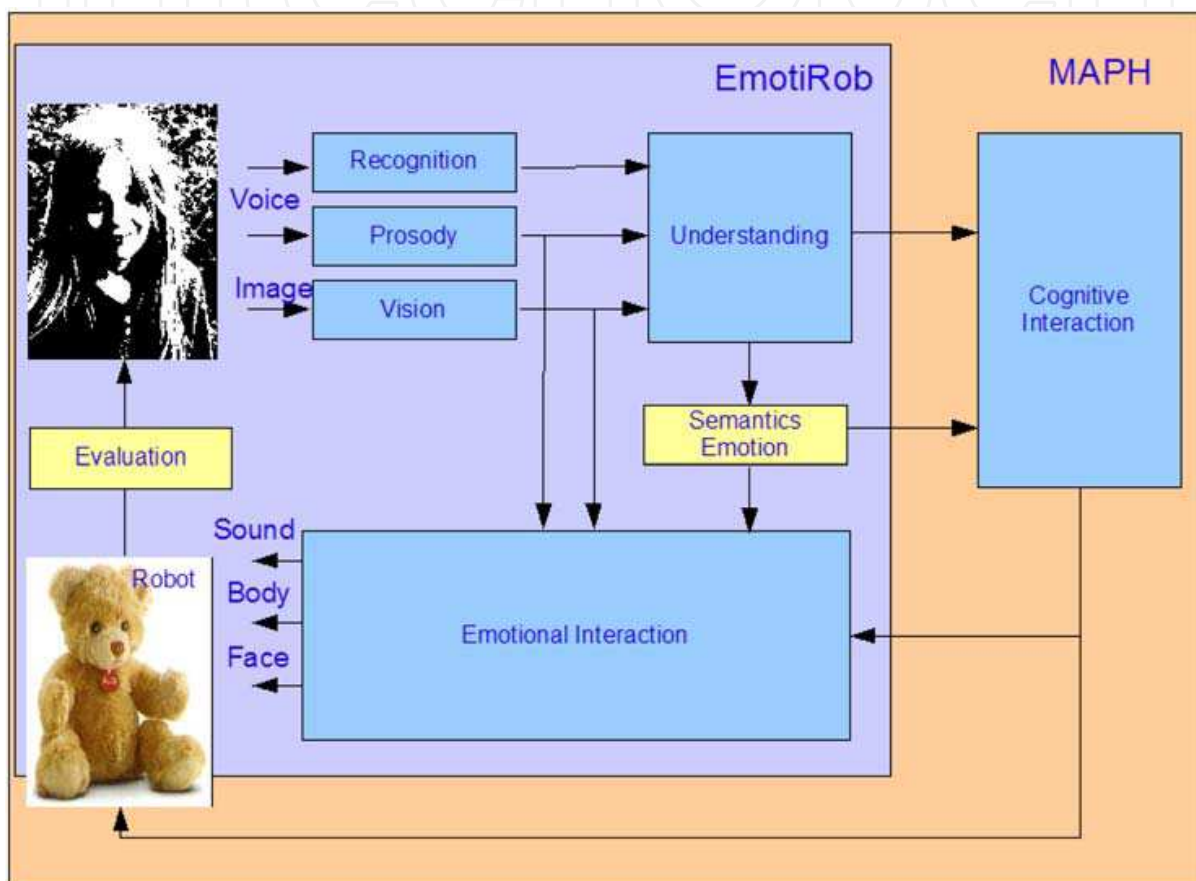 EmotiRob
MAPH
Recognition
Voice
Prosody
Understanding
Image
Vision
Cognitive
Interaction
Semantics
Emotion
Evaluation
Sound
Robot
Body
Emotional Interaction
Face